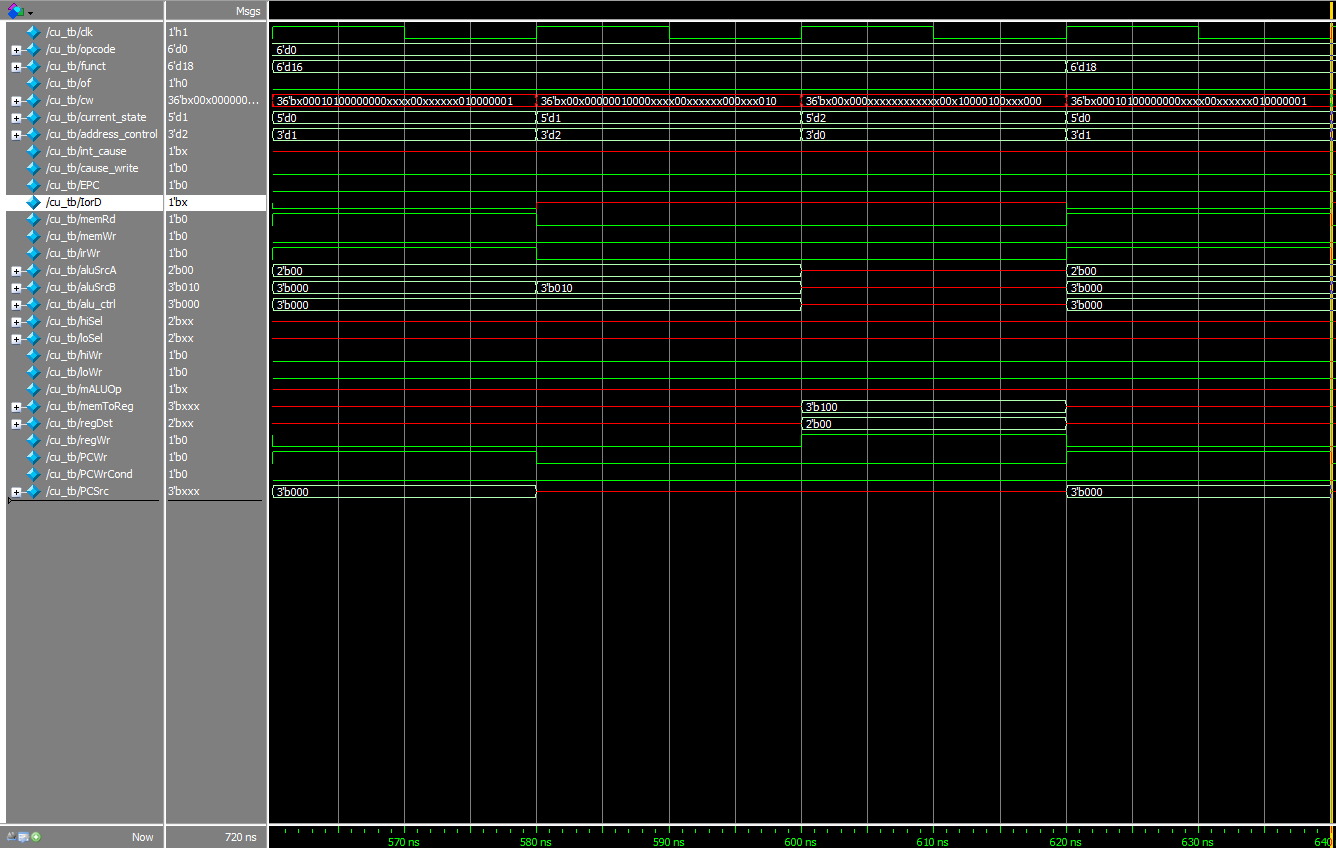 Msgs
/cu_tb/clk 1'h1
/cu_tb/opcode 6'd0 6'd0
/cu_tb/funct 6'd18 6'd16 6'd18
/cu_tb/of 1'h0
/cu_tb/cw 36'bx00x000000... 36'bx00010100000000xxxx00xxxxxx010000001 36'bx00x00000010000xxxx00xxxxxx000xxx010 36'bx00x000xxxxxxxxxxxxx00x10000100xxx000 36'bx00010100000000xxxx00xxxxxx010000001
/cu_tb/current_state 5'd1 5'd0 5'd1 5'd2 5'd0
/cu_tb/address_control 3'd2 3'd1 3'd2 3'd0 3'd1
/cu_tb/int_cause 1'bx
/cu_tb/cause_write 1'b0
/cu_tb/EPC 1'b0
/cu_tb/IorD 1'bx
/cu_tb/memRd 1'b0
/cu_tb/memWr 1'b0
/cu_tb/irWr 1'b0
/cu_tb/aluSrcA 2'b00 2'b00 2'b00
/cu_tb/aluSrcB 3'b010 3'b000 3'b010 3'b000
/cu_tb/alu_ctrl 3'b000 3'b000 3'b000
/cu_tb/hiSel 2'bxx
/cu_tb/loSel 2'bxx
/cu_tb/hiWr 1'b0
/cu_tb/loWr 1'b0
/cu_tb/mALUOp 1'bx
/cu_tb/memToReg 3'bxxx 3'b100
/cu_tb/regDst 2'bxx 2'b00
/cu_tb/regWr 1'b0
/cu_tb/PCWr 1'b0
/cu_tb/PCWrCond 1'b0
/cu_tb/PCSrc 3'bxxx 3'b000 3'b000
Now 720 ns 570 ns 580 ns 590 ns 600 ns 610 ns 620 ns 630 ns 640